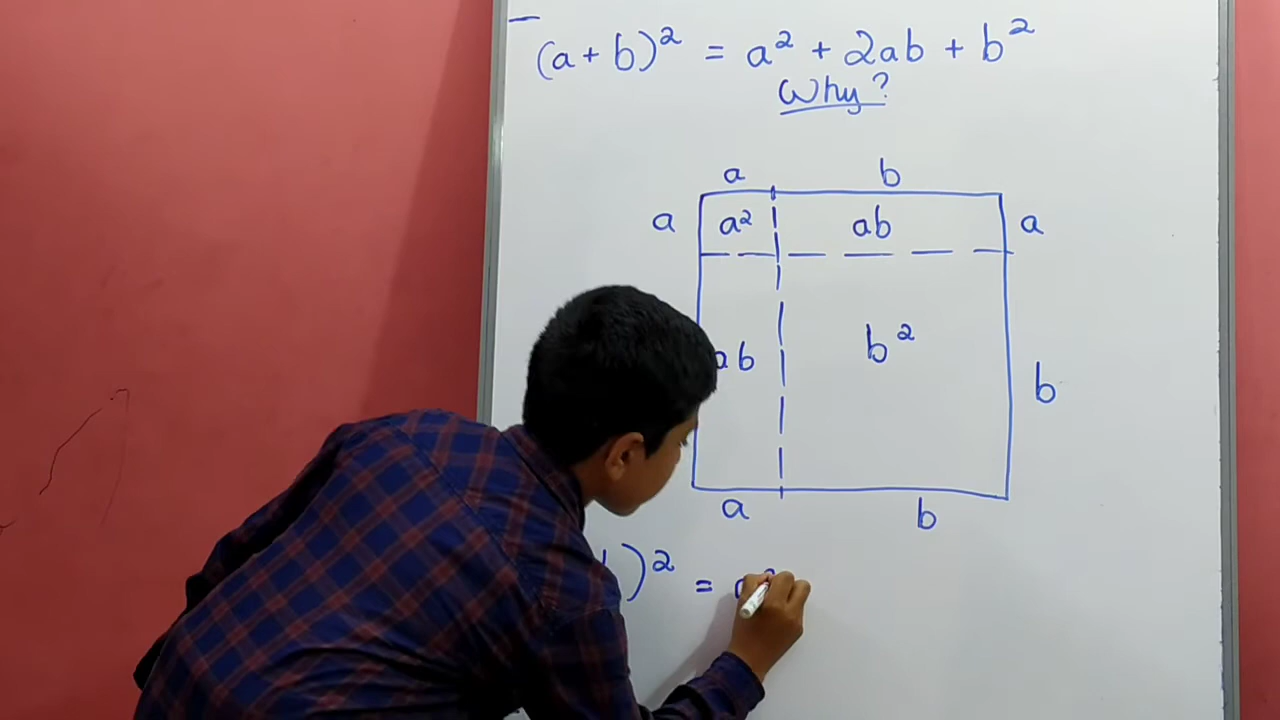 (a + b)² = a² + 2ab + b²
Why?
a b
a a² ab a
ab b²
b
a b
)² =